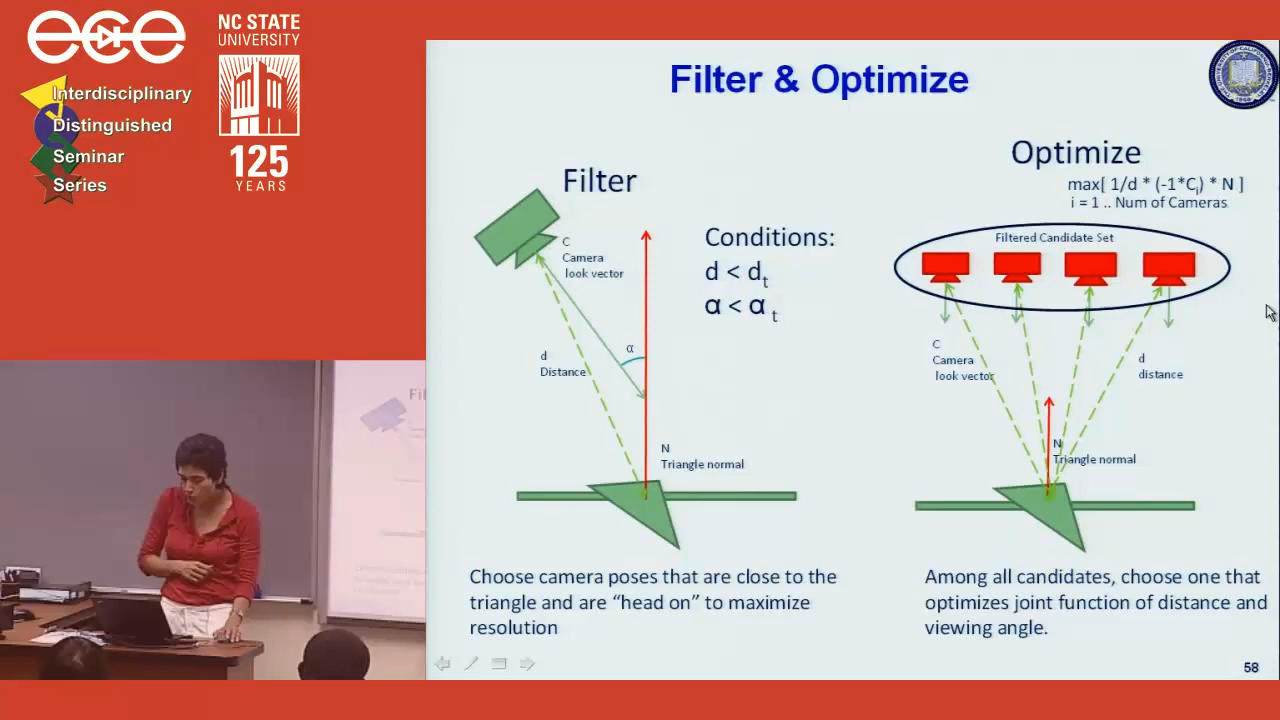 ece
NC STATE
UNIVERSITY
Interdisciplinary
Distinguished
Seminar
Series
125
YEARS
Filter & Optimize
Filter
C
Camera
look vector
α
d
Distance
N
Triangle normal
Conditions:
d < dt
α < α t
Choose camera poses that are close to the
triangle and are “head on” to maximize
resolution
Optimize
max[ 1/d * (-1*Ci) * N ]
i = 1 .. Num of Cameras
Filtered Candidate Set
C
Camera
look vector
d
distance
N
Triangle normal
Among all candidates, choose one that
optimizes joint function of distance and
viewing angle.
58